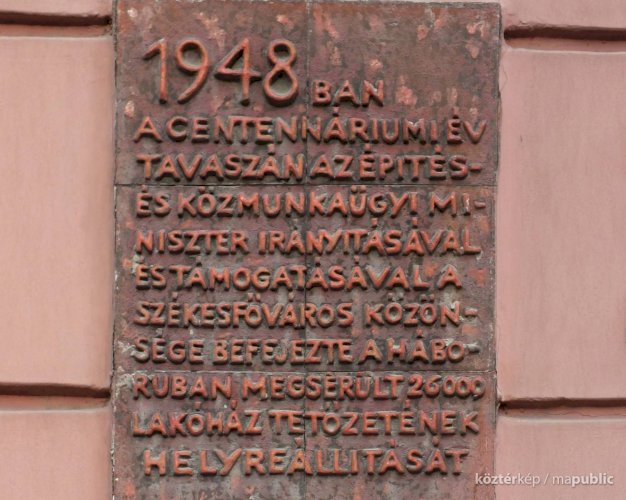 1948 BAN
A CENTENNÁRIUMI ÉV
TAVASZÁN AZ ÉPITÉS-
ÉS KÖZMUNKAÜGYI MI-
NISZTER IRÁNYITÁSÁVAL
ÉS TÁMOGATÁSÁVAL A
SZÉKESFŐVÁROS KÖZÖN-
SÉGE BEFEJEZTE A HÁBO-
RUBAN MEGSÉRÜLT 26000
LAKÓHÁZ TETŐZETÉNEK
HELYREÁLLITÁSÁT
köztérkép / mapublic